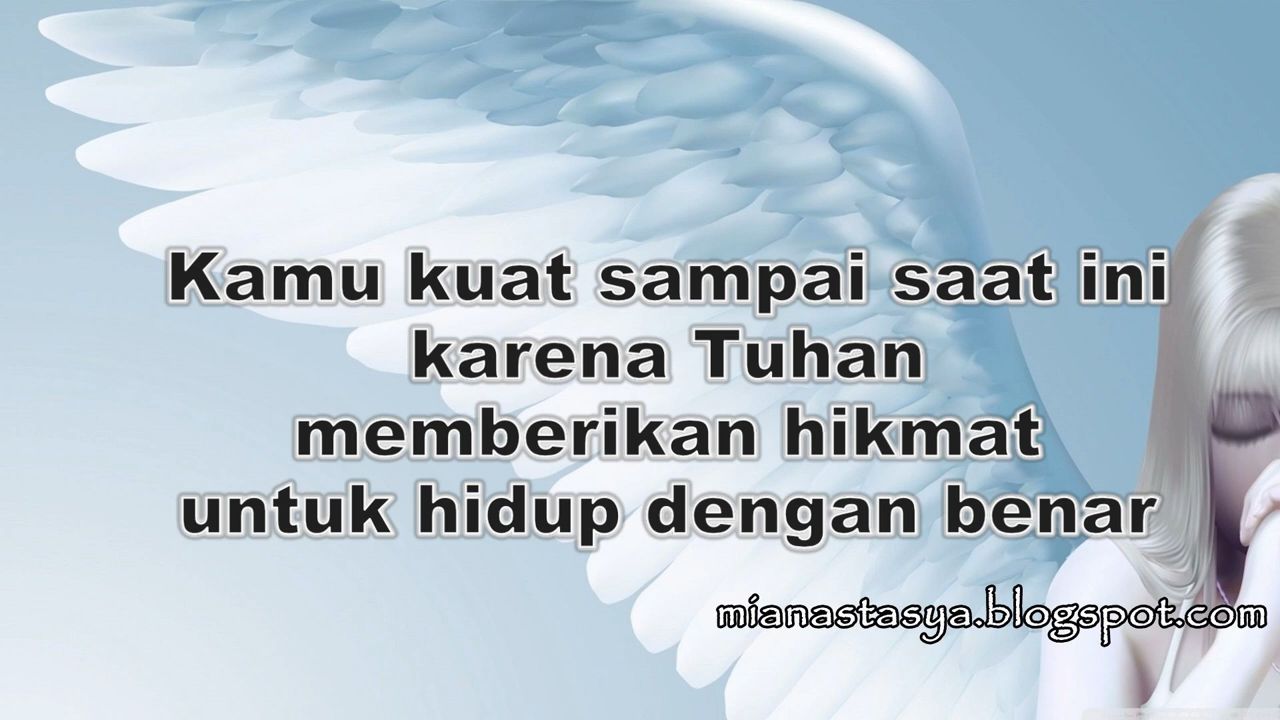 Kamu kuat sampai saat ini
karena Tuhan
memberikan hikmat
untuk hidup dengan benar
mianastasya.blogspot.com